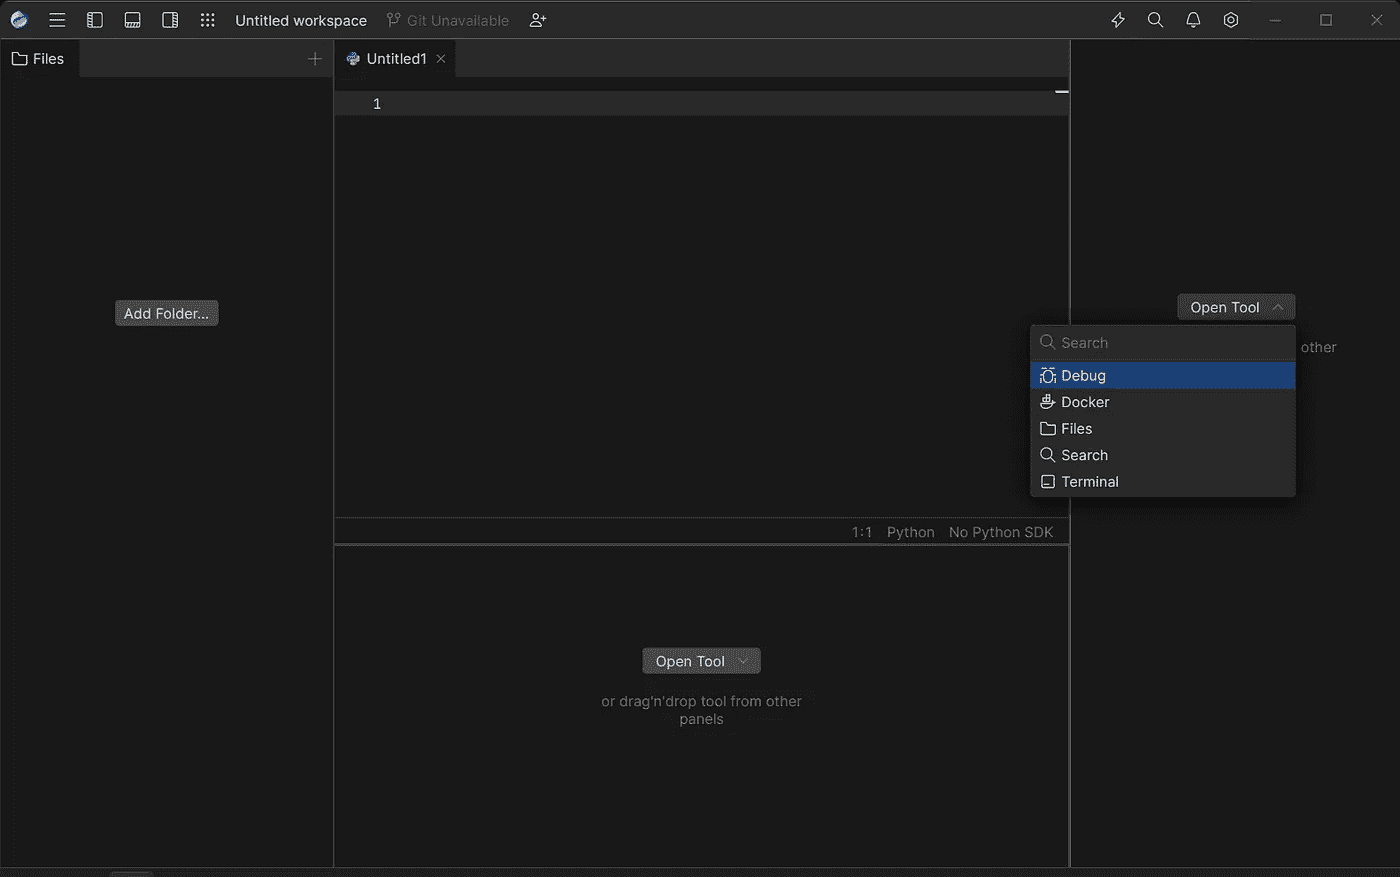 Untitled workspace
Git Unavailable
Files
Untitled1
1
Add Folder...
Open Tool
other
Search
Debug
Docker
Files
Search
Terminal
1:1 Python No Python SDK
Open Tool
or drag'n'drop tool from other
panels